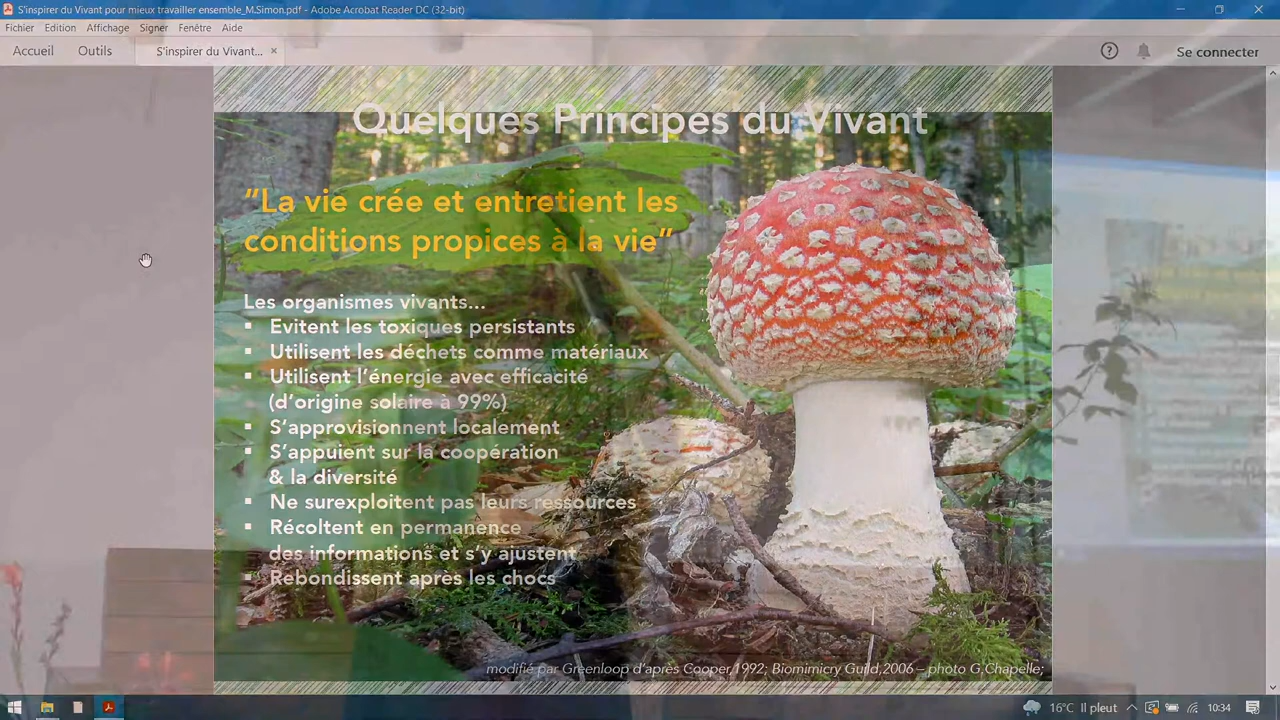 S'inspirer du Vivant pour mieux travailler ensemble_M.Simon.pdf - Adobe Acrobat Reader DC (32-bit)
Fichier Edition Affichage Signer Fenêtre Aide
Accueil Outils S'inspirer du Vivant... × Se connecter
Quelques Principes du Vivant
“La vie crée et entretient les
conditions propices à la vie”
Les organismes vivants...
▪ Evitent les toxiques persistants
▪ Utilisent les déchets comme matériaux
▪ Utilisent l’énergie avec efficacité
(d’origine solaire à 99%)
▪ S’approvisionnent localement
▪ S’appuient sur la coopération
& la diversité
▪ Ne surexploitent pas leurs ressources
▪ Récoltent en permanence
des informations et s’y ajustent
▪ Rebondissent après les chocs
modifié par Greenloop d’après Cooper,1992; Biomimicry Guild,2006 – photo G.Chapelle;
16°C Il pleut 10:34